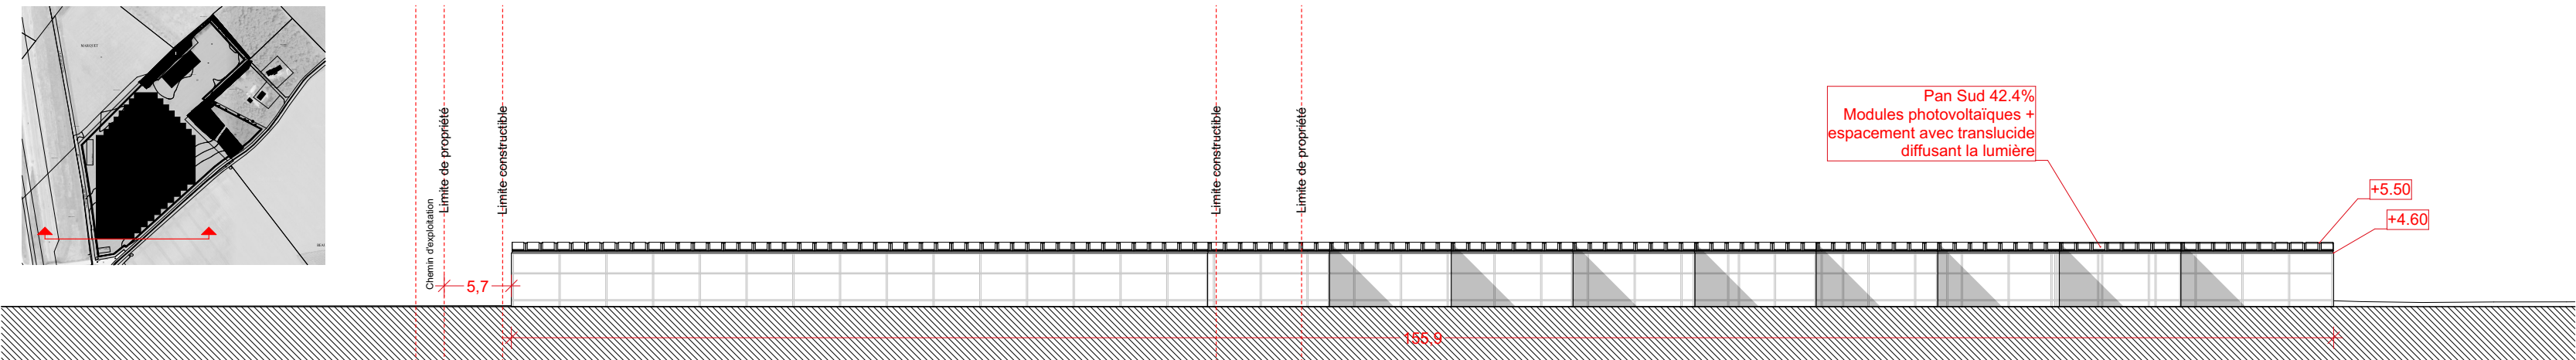 Chemin d'exploitation
Limite de propriété
Limite constructible
Limite constructible
Limite de propriété
Pan Sud 42.4%
Modules photovoltaïques +
espacement avec translucide
diffusant la lumière
+5.50
+4.60
5,7
155,9